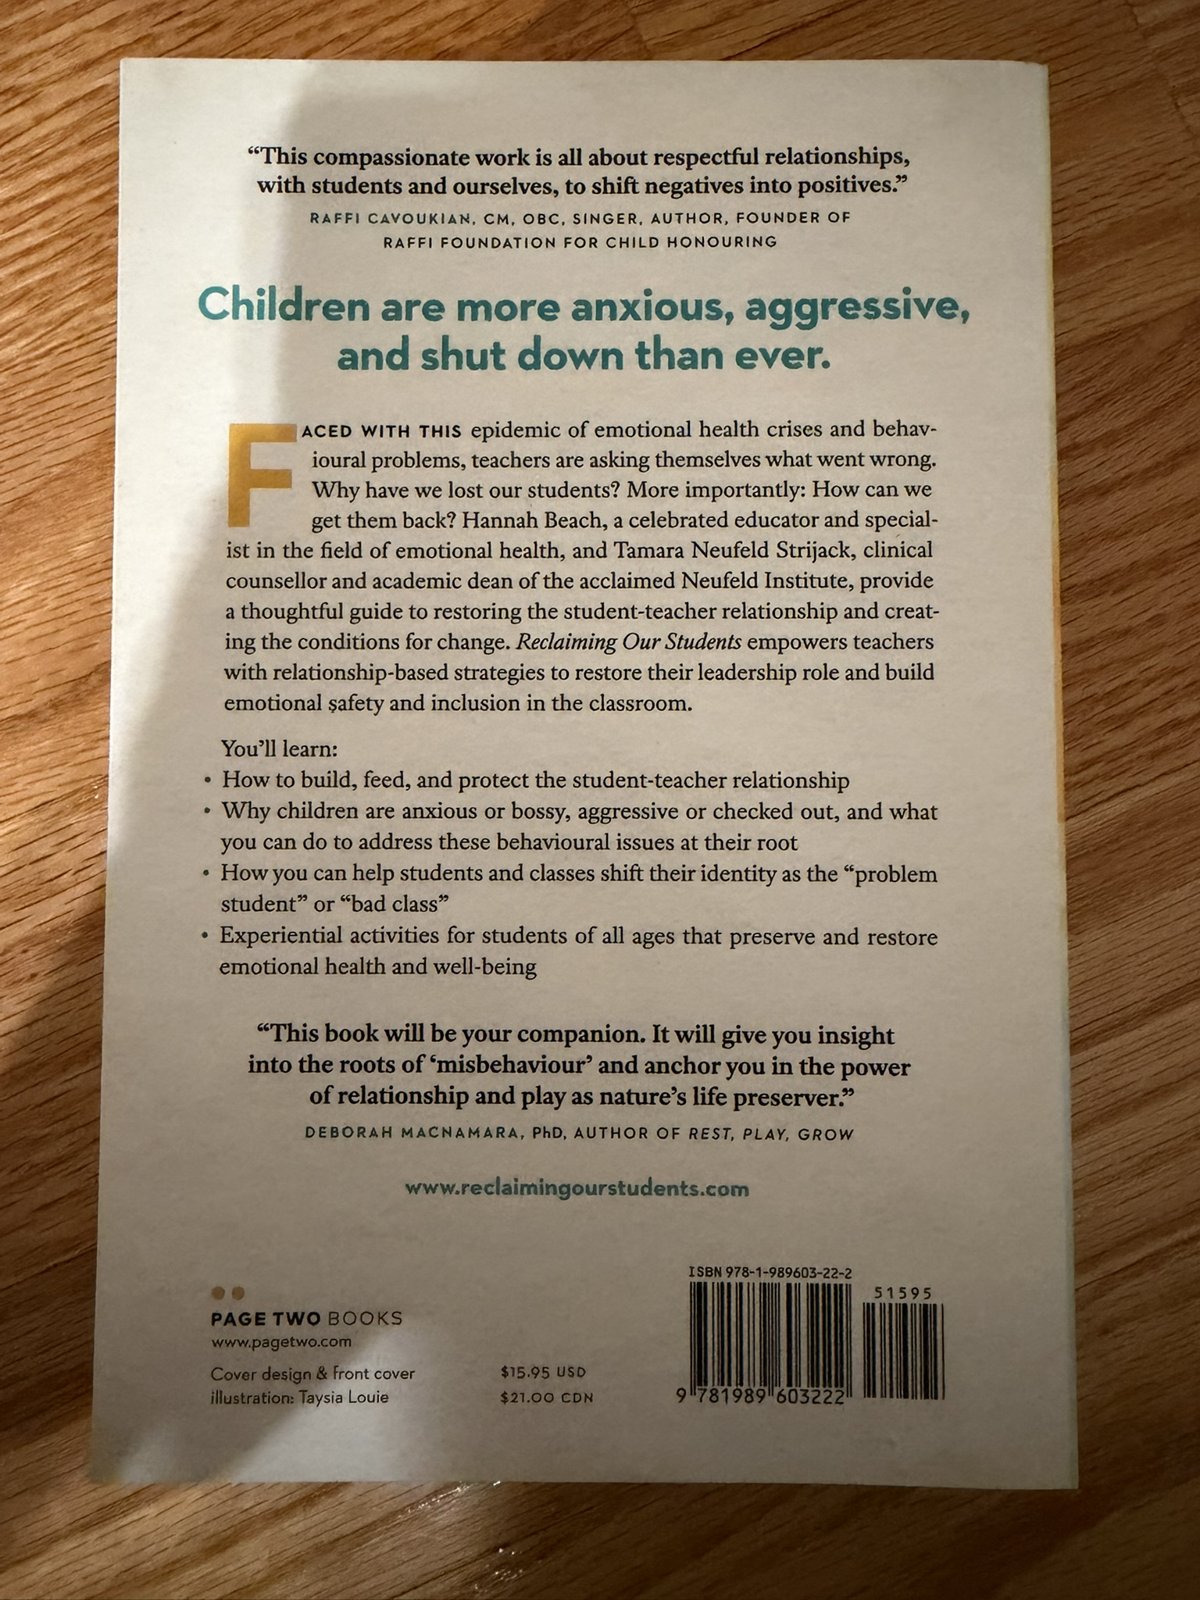 “This compassionate work is all about respectful relationships,
with students and ourselves, to shift negatives into positives.”
RAFFI CAVOUKIAN, CM, OBC, SINGER, AUTHOR, FOUNDER OF
RAFFI FOUNDATION FOR CHILD HONOURING
Children are more anxious, aggressive,
and shut down than ever.
FACED WITH THIS epidemic of emotional health crises and behav-
ioural problems, teachers are asking themselves what went wrong.
Why have we lost our students? More importantly: How can we
get them back? Hannah Beach, a celebrated educator and special-
ist in the field of emotional health, and Tamara Neufeld Strijack, clinical
counsellor and academic dean of the acclaimed Neufeld Institute, provide
a thoughtful guide to restoring the student-teacher relationship and creat-
ing the conditions for change. Reclaiming Our Students empowers teachers
with relationship-based strategies to restore their leadership role and build
emotional safety and inclusion in the classroom.
You’ll learn:
• How to build, feed, and protect the student-teacher relationship
• Why children are anxious or bossy, aggressive or checked out, and what
you can do to address these behavioural issues at their root
• How you can help students and classes shift their identity as the “problem
student” or “bad class”
• Experiential activities for students of all ages that preserve and restore
emotional health and well-being
“This book will be your companion. It will give you insight
into the roots of ‘misbehaviour’ and anchor you in the power
of relationship and play as nature’s life preserver.”
DEBORAH MACNAMARA, PhD, AUTHOR OF REST, PLAY, GROW
www.reclaimingourstudents.com
PAGE TWO BOOKS
www.pagetwo.com
Cover design & front cover
illustration: Taysia Louie
$15.95 USD
$21.00 CDN
ISBN 978-1-989603-22-2
51595
9 781989 603222